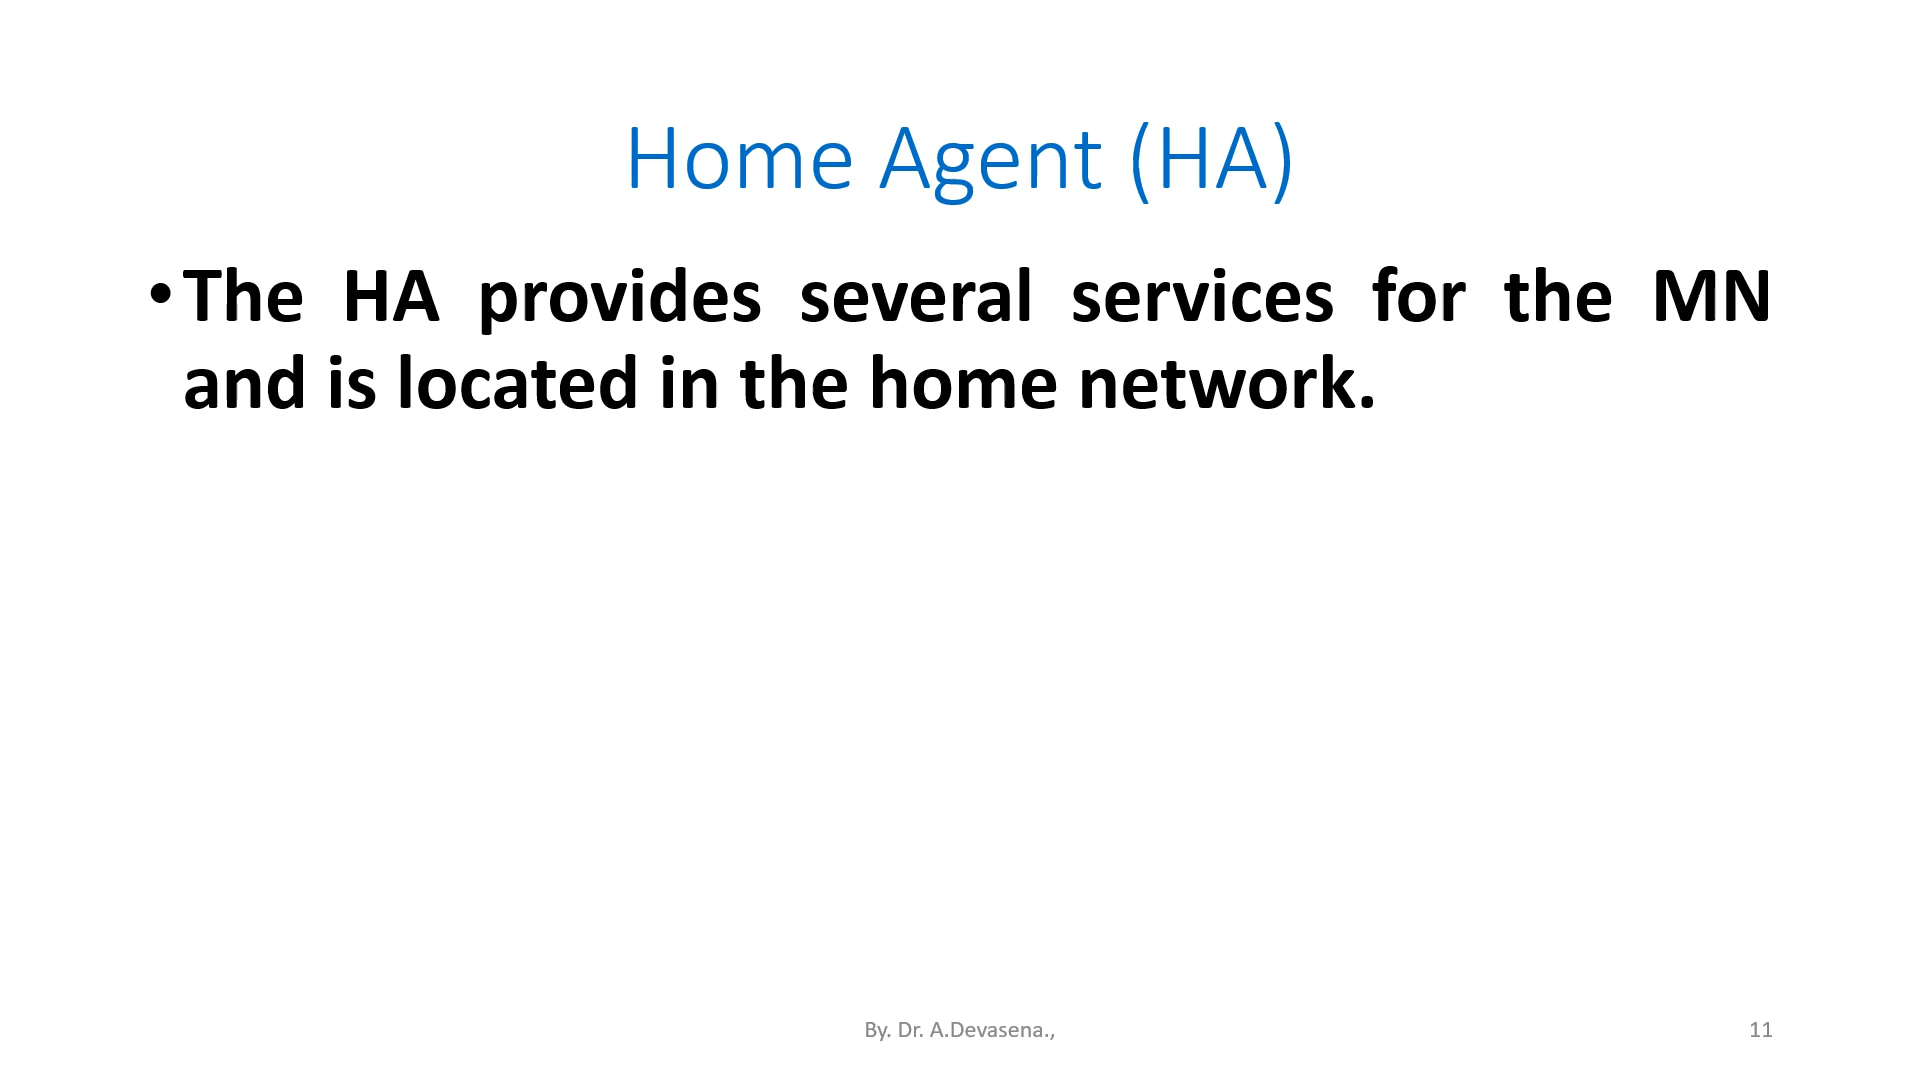 Home Agent (HA)
•The HA provides several services for the MN
and is located in the home network.
By. Dr. A.Devasena.,
11